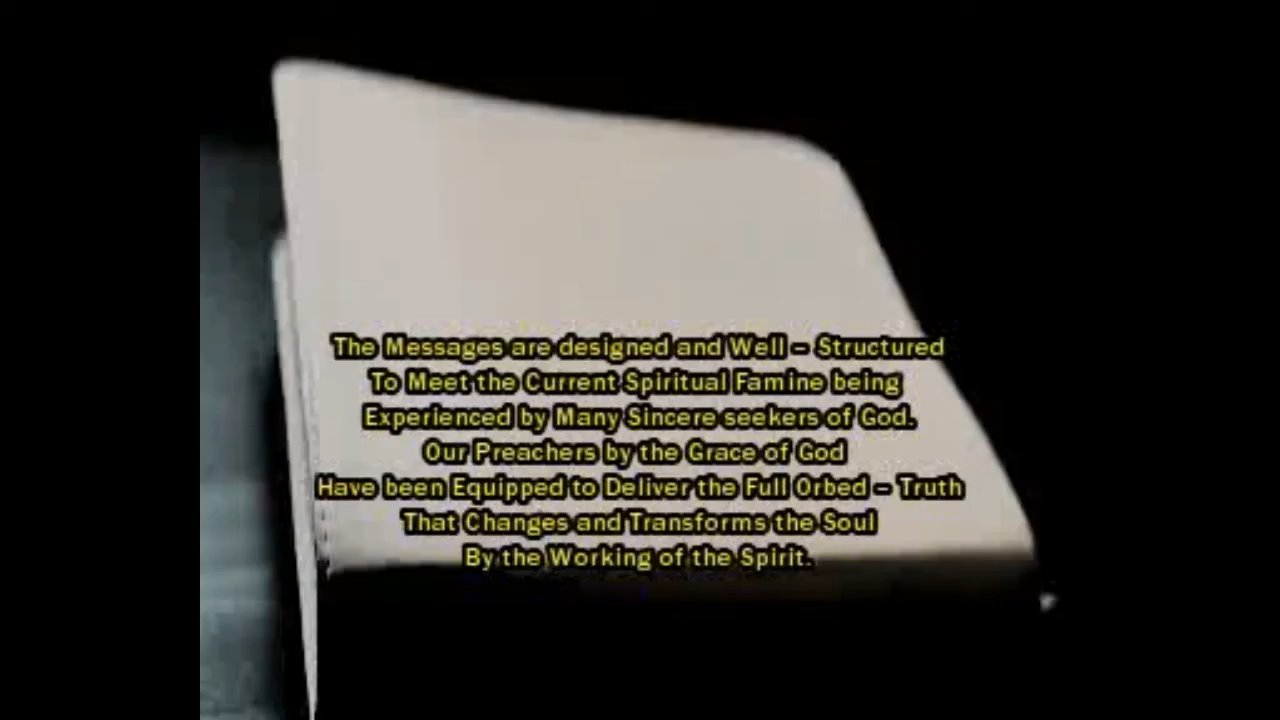 The Messages are designed and Well – Structured
To Meet the Current Spiritual Famine being
Experienced by Many Sincere seekers of God.
Our Preachers by the Grace of God
Have been Equipped to Deliver the Full Orbed – Truth
That Changes and Transforms the Soul
By the Working of the Spirit.